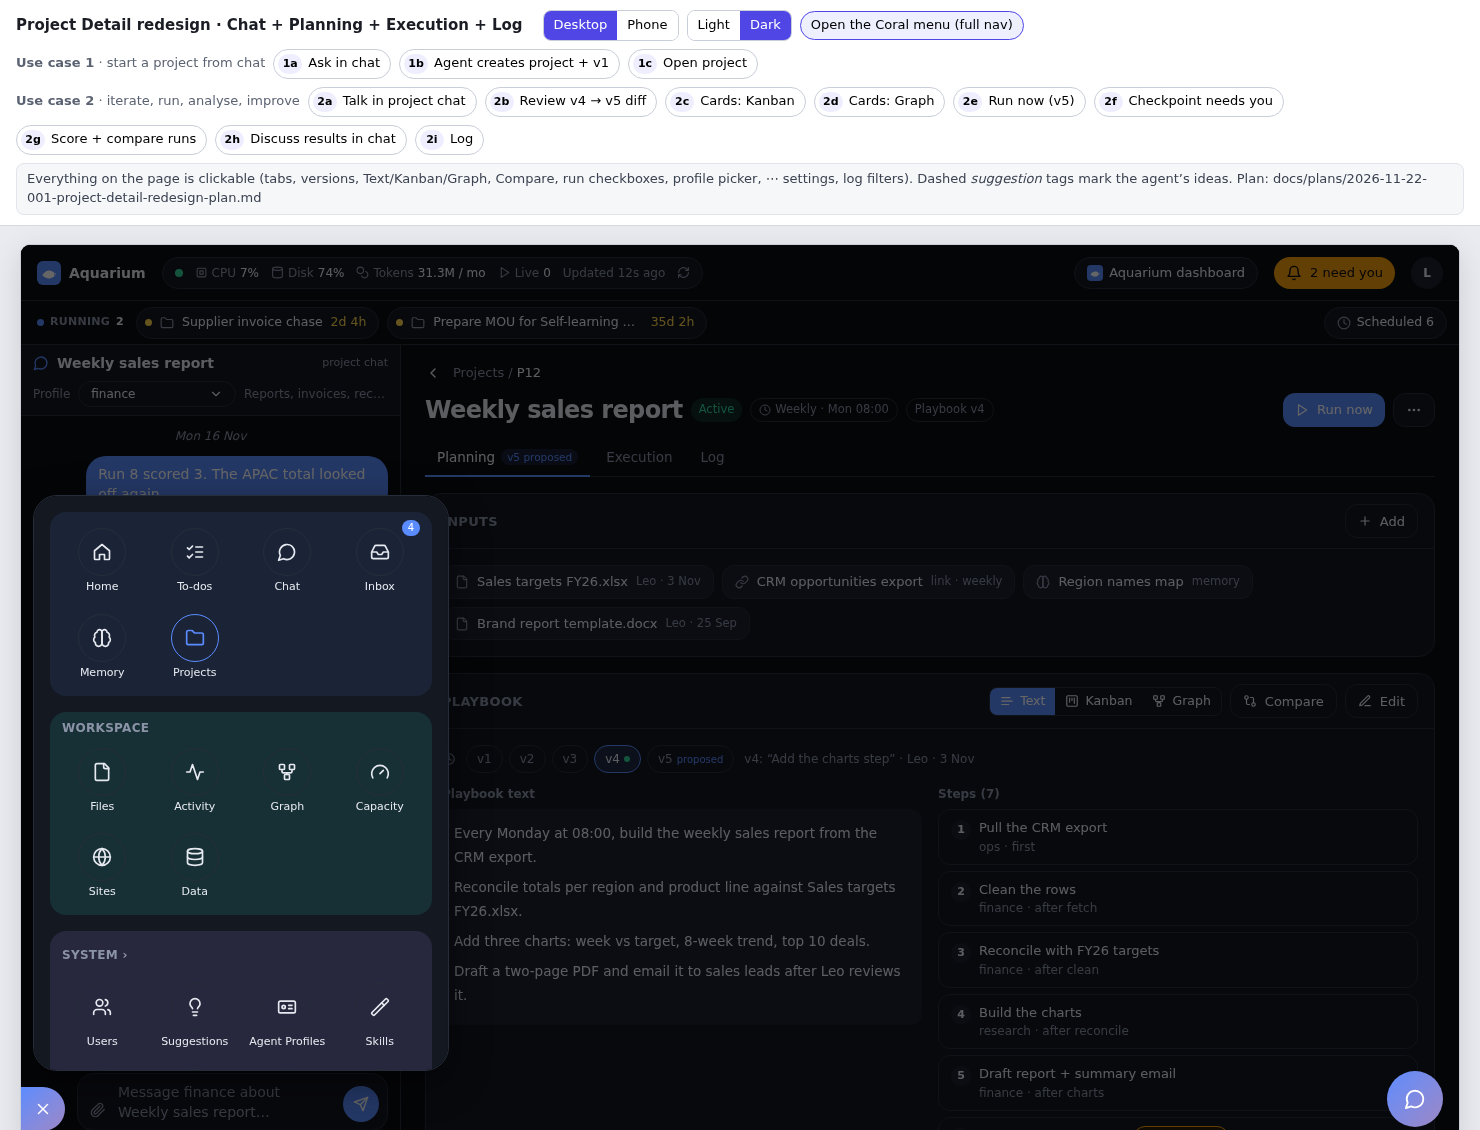 Project Detail redesign · Chat + Planning + Execution + Log
Desktop Phone Light Dark Open the Coral menu (full nav)
Use case 1 · start a project from chat 1a Ask in chat 1b Agent creates project + v1 1c Open project
Use case 2 · iterate, run, analyse, improve 2a Talk in project chat 2b Review v4 → v5 diff 2c Cards: Kanban 2d Cards: Graph 2e Run now (v5) 2f Checkpoint needs you
2g Score + compare runs 2h Discuss results in chat 2i Log
Everything on the page is clickable (tabs, versions, Text/Kanban/Graph, Compare, run checkboxes, profile picker, ··· settings, log filters). Dashed suggestion tags mark the agent's ideas. Plan: docs/plans/2026-11-22-
001-project-detail-redesign-plan.md
Aquarium CPU 7% Disk 74% Tokens 31.3M / mo Live 0 Updated 12s ago Aquarium dashboard 2 need you L
RUNNING 2 Supplier invoice chase 2d 4h Prepare MOU for Self-learning ... 35d 2h Scheduled 6
Weekly sales report project chat
Profile finance Reports, invoices, rec...
Mon 16 Nov
Run 8 scored 3. The APAC total looked
off again
Projects / P12
Weekly sales report Active Weekly · Mon 08:00 Playbook v4 Run now ···
Planning v5 proposed Execution Log
NPUTS Add
Sales targets FY26.xlsx Leo · 3 Nov CRM opportunities export link · weekly Region names map memory
Brand report template.docx Leo · 25 Sep
LAYBOOK Text Kanban Graph Compare Edit
v1 v2 v3 v4 v5 proposed v4: “Add the charts step” · Leo · 3 Nov
laybook text
Every Monday at 08:00, build the weekly sales report from the
CRM export.
Reconcile totals per region and product line against Sales targets
FY26.xlsx.
Add three charts: week vs target, 8-week trend, top 10 deals.
Draft a two-page PDF and email it to sales leads after Leo reviews
it.
Steps (7)
1 Pull the CRM export
ops · first
2 Clean the rows
finance · after fetch
3 Reconcile with FY26 targets
finance · after clean
4 Build the charts
research · after reconcile
5 Draft report + summary email
finance · after charts
4
Home To-dos Chat Inbox
Memory Projects
WORKSPACE
Files Activity Graph Capacity
Sites Data
SYSTEM ›
Users Suggestions Agent Profiles Skills
Message finance about
Weekly sales report...